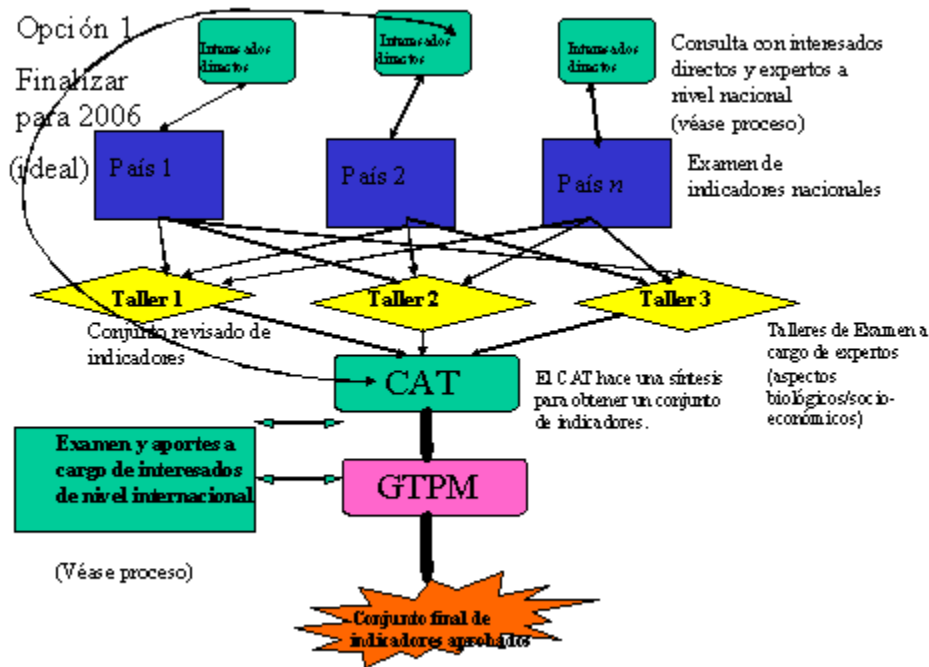 Opción 1
Finalizar
para 2006
(ideal)
Interesados
directos
Interesados
directos
Interesados
directos
Consulta con interesados
directos y expertos a
nivel nacional
(véase proceso)
País 1
País 2
País n
Examen de
indicadores nacionales
Taller 1
Taller 2
Taller 3
Conjunto revisado de
indicadores
Talleres de Examen a
cargo de expertos
(aspectos
biológicos/socio-
económicos)
CAT
El CAT hace una síntesis
para obtener un conjunto
de indicadores.
Examen y aportes a
cargo de interesados
de nivel internacional
GTPM
(Véase proceso)
Conjunto final de
indicadores aprobados